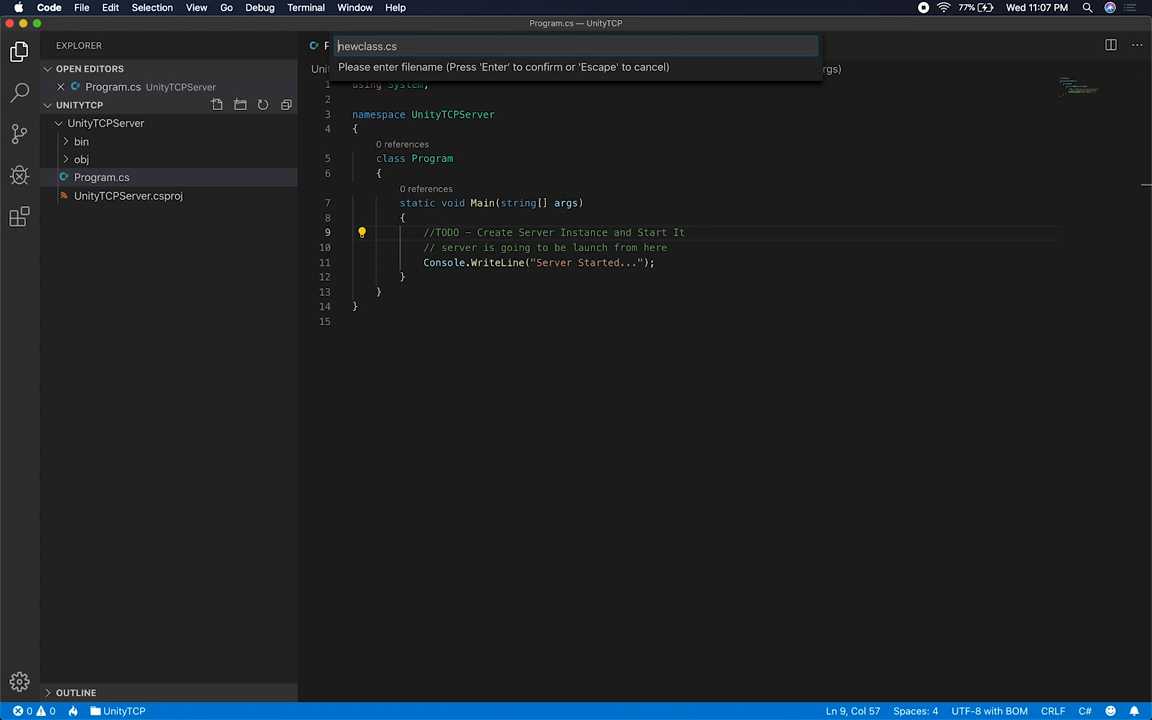 Code File Edit Selection View Go Debug Terminal Window Help 77% Wed 11:07 PM
Program.cs — UnityTCP
EXPLORER
OPEN EDITORS
Program.cs UnityTCPServer
UNITYTCP
UnityTCPServer
bin
obj
Program.cs
UnityTCPServer.csproj
OUTLINE
newclass.cs
Please enter filename (Press 'Enter' to confirm or 'Escape' to cancel)
1 using System;
2
3 namespace UnityTCPServer
4 {
0 references
5 class Program
6 {
0 references
7 static void Main(string[] args)
8 {
9 //TODO – Create Server Instance and Start It
10 // server is going to be launch from here
11 Console.WriteLine("Server Started...");
12 }
13 }
14 }
15
0 0 UnityTCP Ln 9, Col 57 Spaces: 4 UTF-8 with BOM CRLF C#